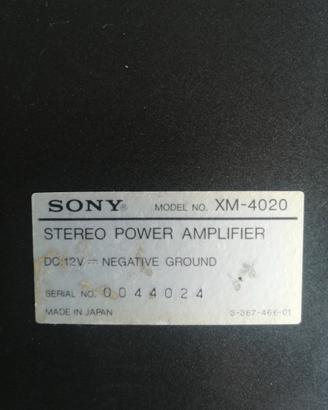 SONY® MODEL NO. XM-4020
STEREO POWER AMPLIFIER
DC 12V ⎓ NEGATIVE GROUND
SERIAL NO. 0044024
MADE IN JAPAN 3-367-466-01